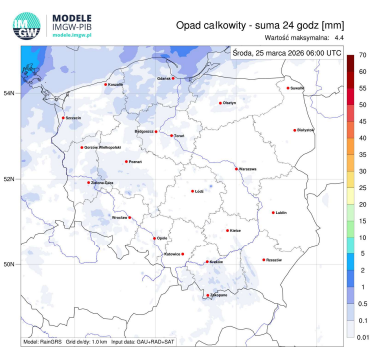 IM
GW
MODELE
IMGW-PIB
modele.imgw.pl
Opad całkowity - suma 24 godz [mm]
Wartość maksymalna: 4.4
Środa, 25 marca 2026 06:00 UTC
54N
52N
50N
Koszalin
Gdańsk
Suwałki
Olsztyn
Szczecin
Bydgoszcz
Toruń
Białystok
Gorzów Wielkopolski
Poznań
Warszawa
Zielona Góra
Łódź
Wrocław
Lublin
Opole
Kielce
Katowice
Kraków
Rzeszów
Zakopane
70
60
55
50
45
40
35
30
25
20
15
10
5
2
1
0.5
0.1
0.01
Model: RainGRS Grid dx/dy: 1.0 km Input data: GAU+RAD+SAT